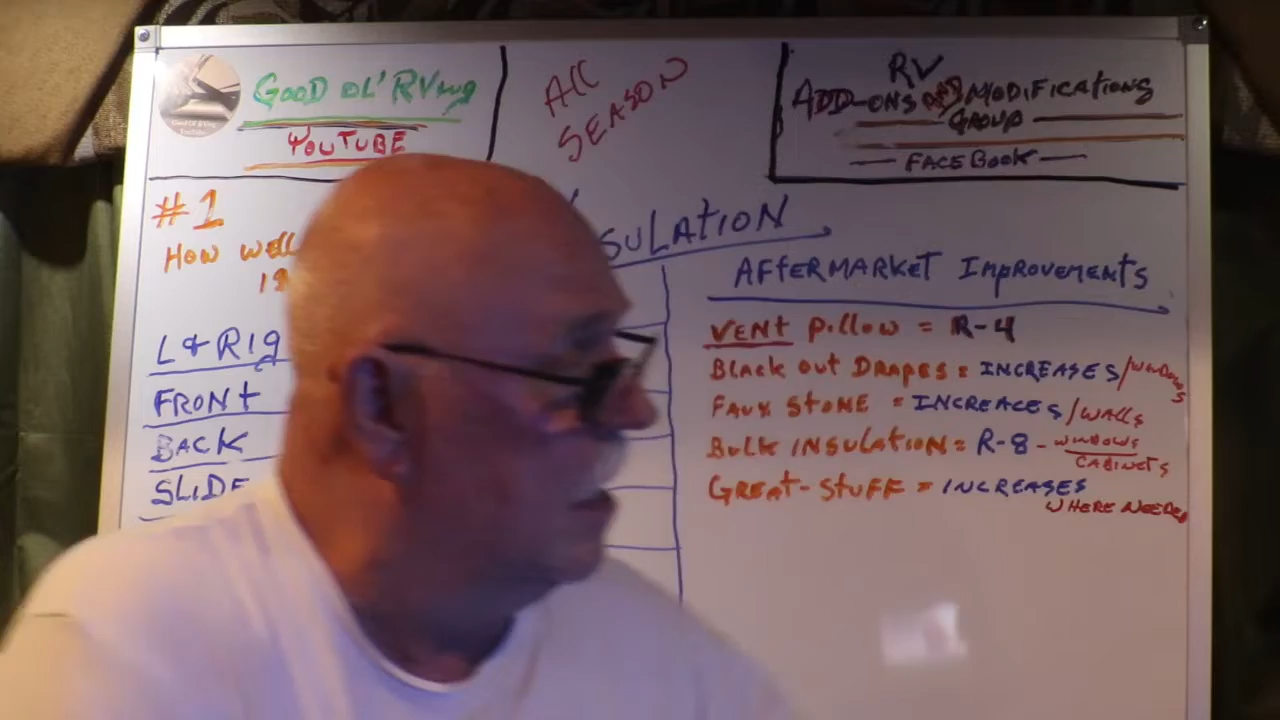 GOOD OL' RVing
YOUTUBE
ALL
SEASON
RV
ADD-ONS MODIFICATIONS
GROUP
FACEBOOK
#1
HOW WELL
SULATION
L & RIG
FRONT
BACK
SLIDE
AFTERMARKET IMPROVEMENTS
VENT PILLOW = R-4
BLACK OUT DRAPES = INCREASES/WINDOWS
FAUX STONE = INCREACES/WALLS
BULK INSULATION = R-8 - WINDOWS
CABINETS
GREAT-STUFF = INCREASES
WHERE NEEDED